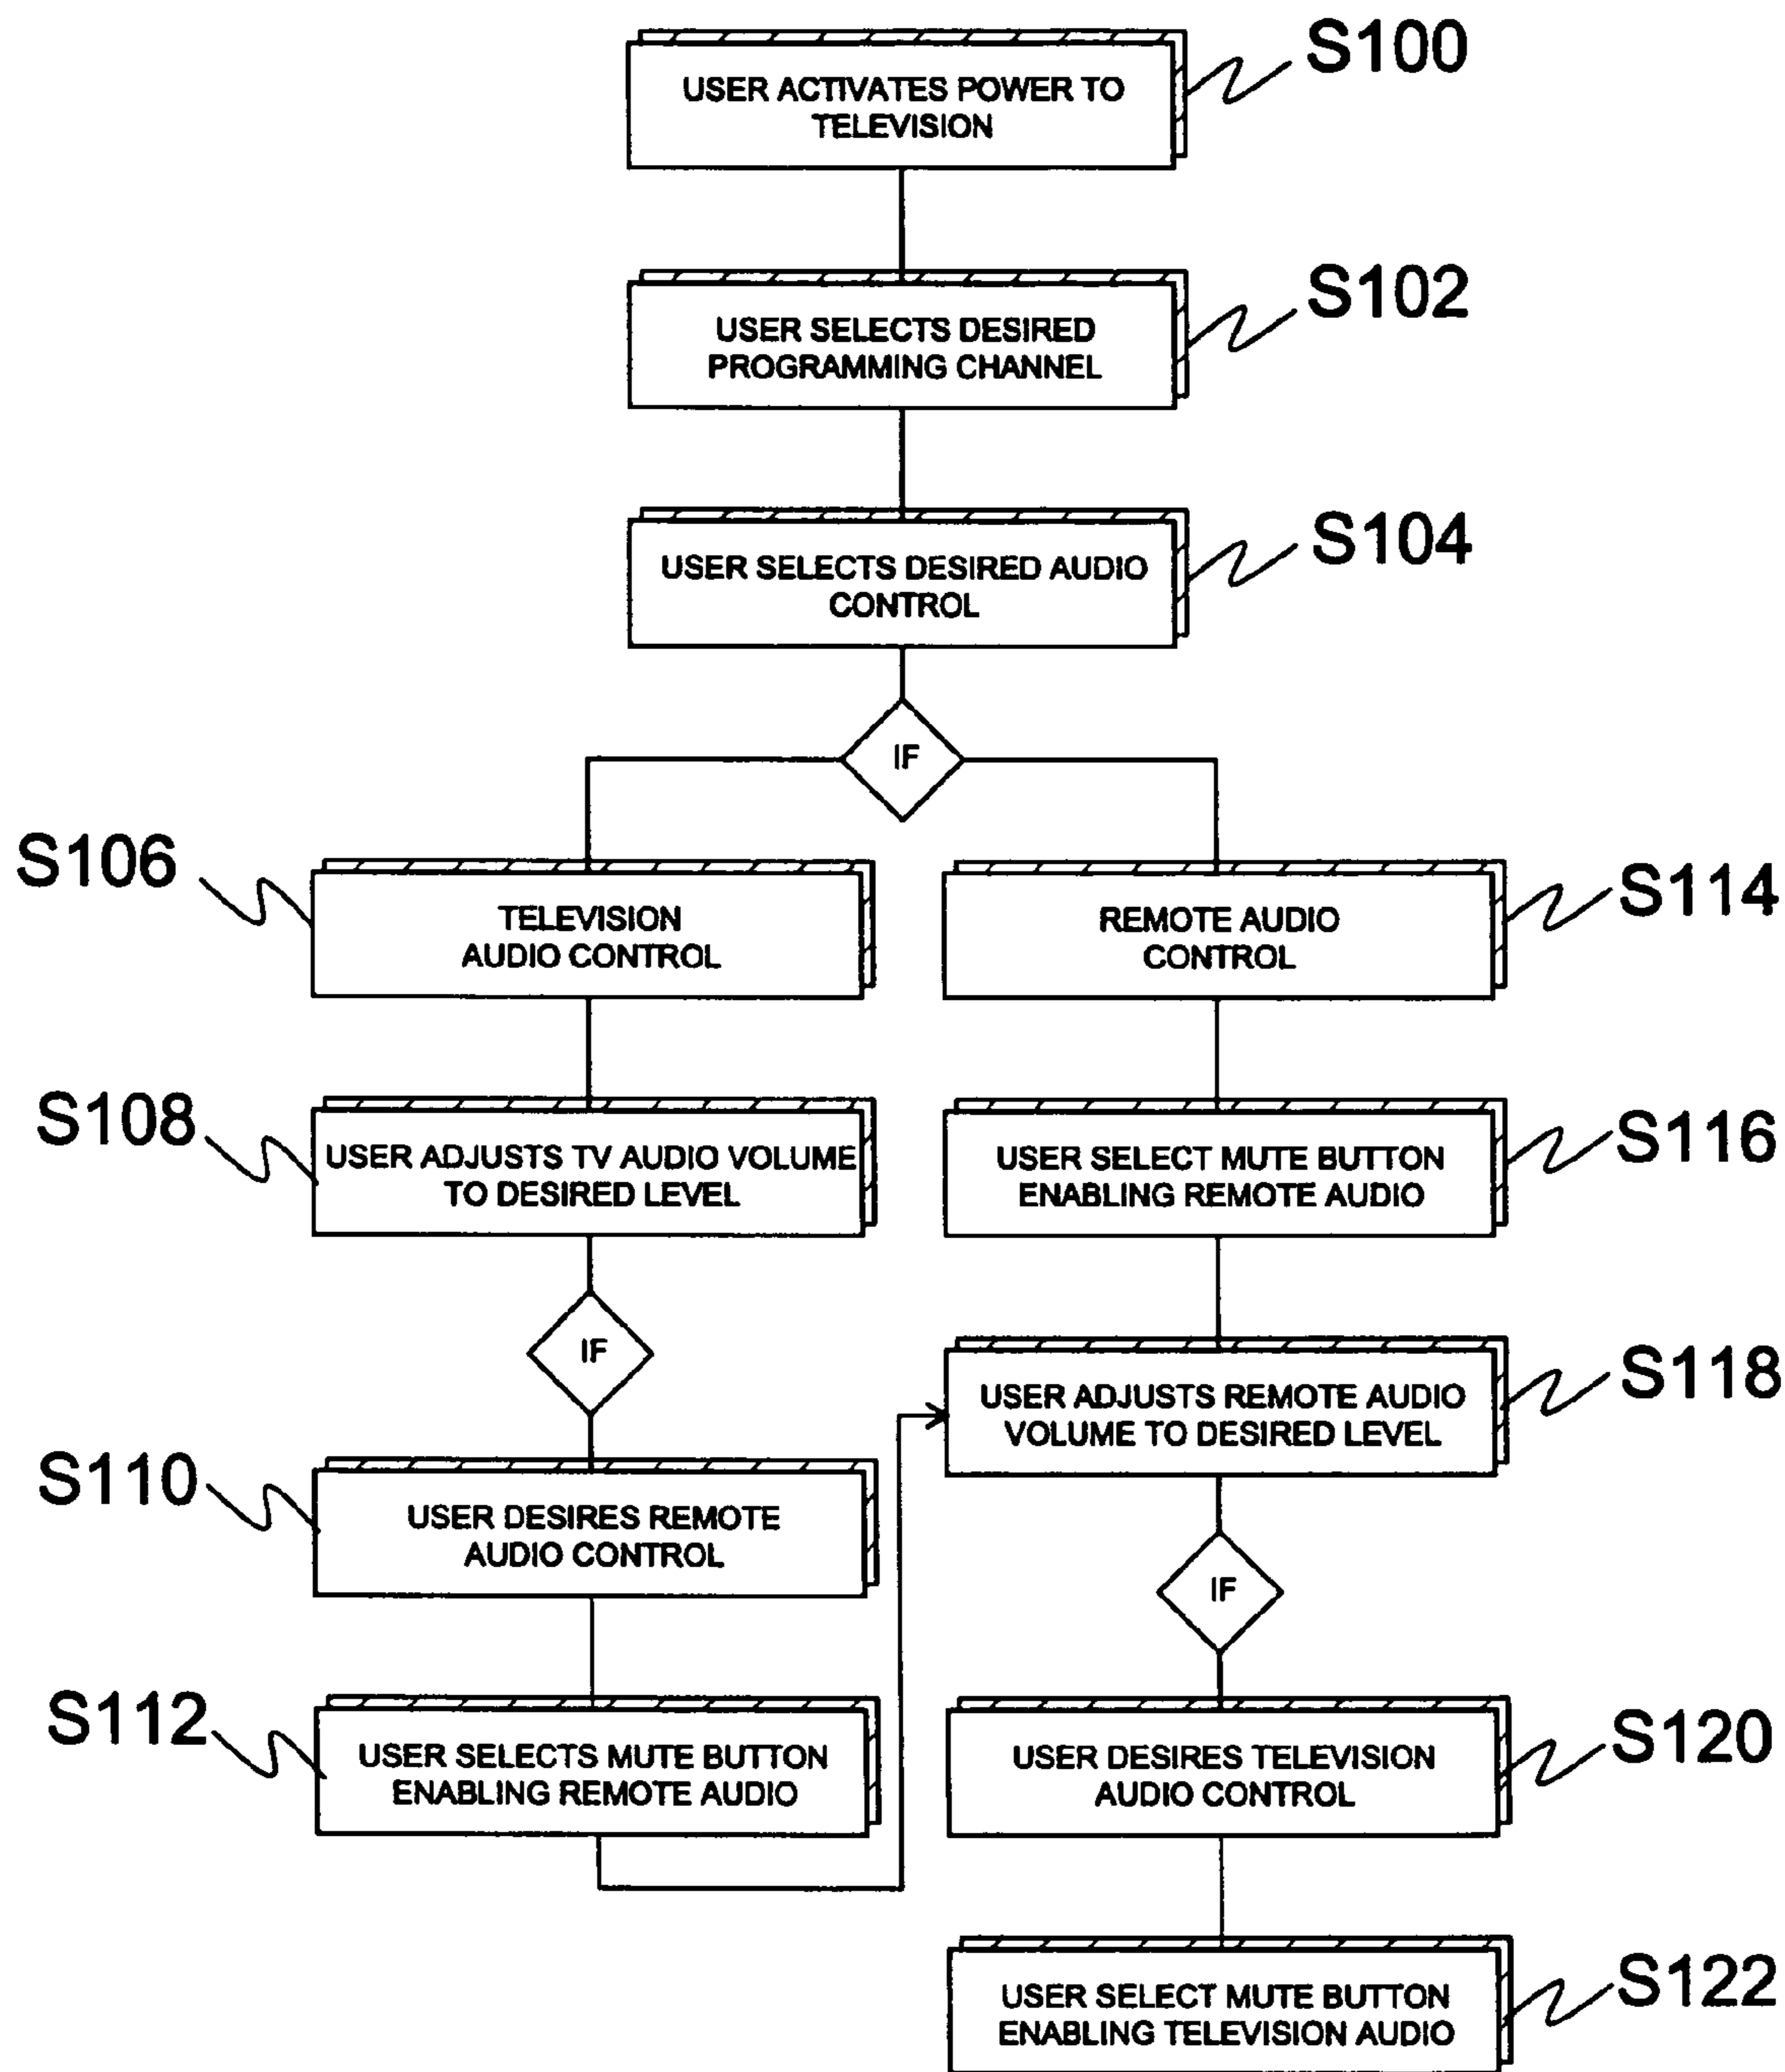 USER ACTIVATES POWER TO
TELEVISION
S100
USER SELECTS DESIRED
PROGRAMMING CHANNEL
S102
USER SELECTS DESIRED AUDIO
CONTROL
S104
IF
S106
TELEVISION
AUDIO CONTROL
REMOTE AUDIO
CONTROL
S114
S108
USER ADJUSTS TV AUDIO VOLUME
TO DESIRED LEVEL
USER SELECT MUTE BUTTON
ENABLING REMOTE AUDIO
S116
IF
USER ADJUSTS REMOTE AUDIO
VOLUME TO DESIRED LEVEL
S118
S110
USER DESIRES REMOTE
AUDIO CONTROL
IF
S112
USER SELECTS MUTE BUTTON
ENABLING REMOTE AUDIO
USER DESIRES TELEVISION
AUDIO CONTROL
S120
USER SELECT MUTE BUTTON
ENABLING TELEVISION AUDIO
S122